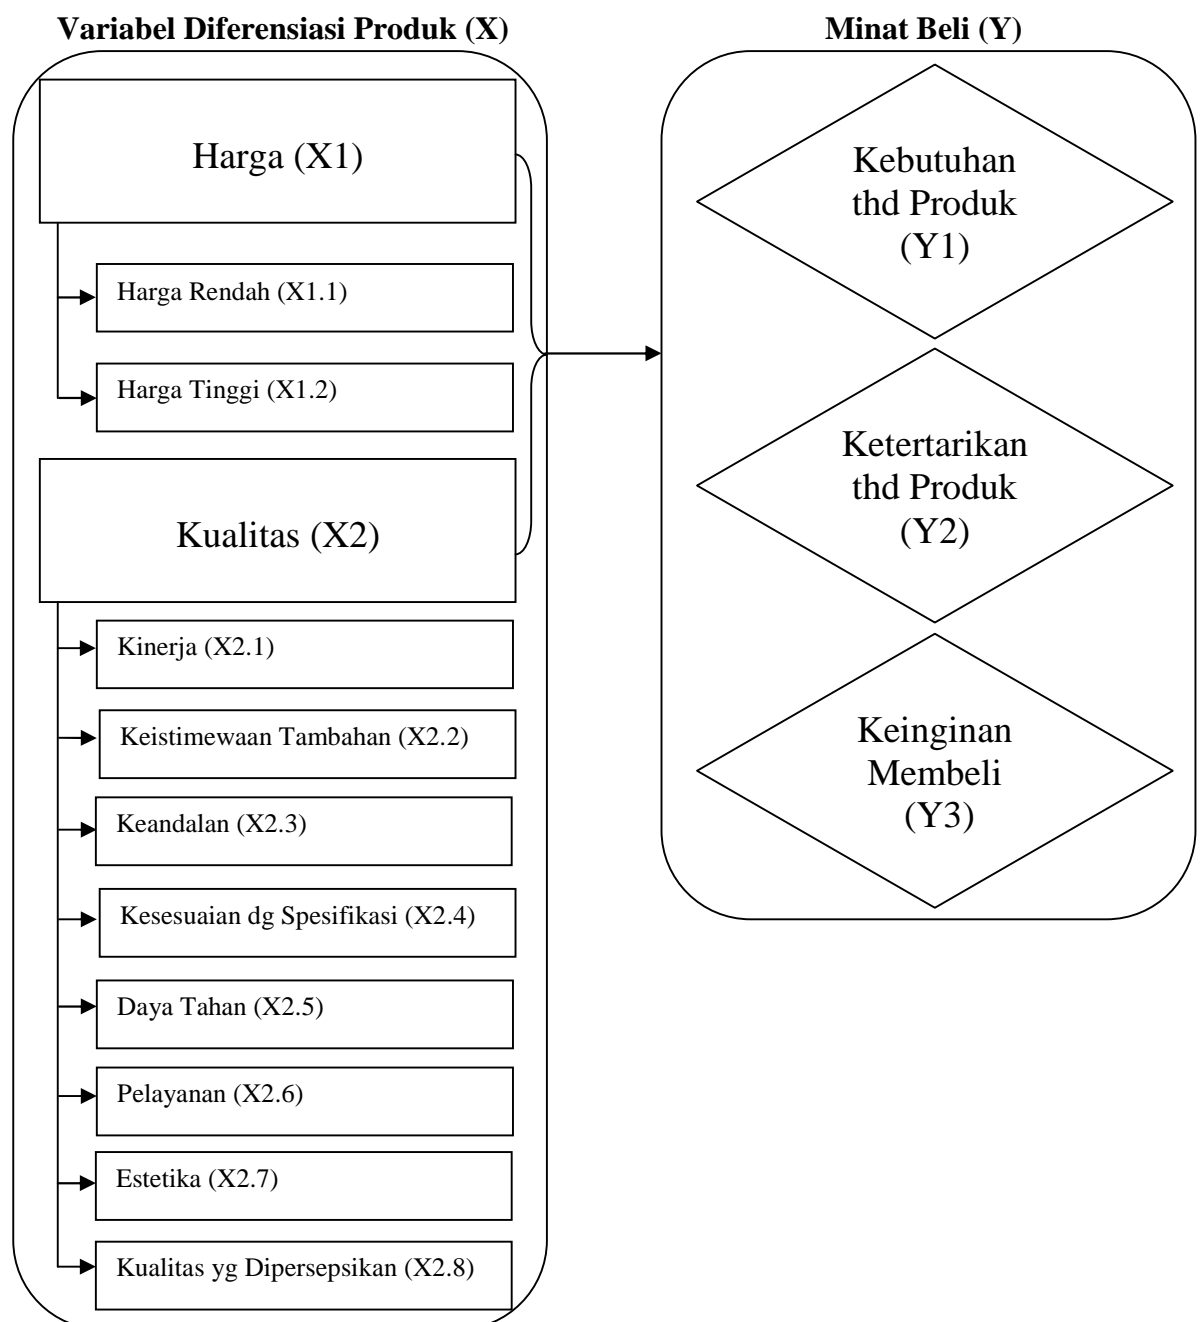 Variabel Diferensiasi Produk (X)
Harga (X1)
Harga Rendah (X1.1)
Harga Tinggi (X1.2)
Kualitas (X2)
Kinerja (X2.1)
Keistimewaan Tambahan (X2.2)
Keandalan (X2.3)
Kesesuaian dg Spesifikasi (X2.4)
Daya Tahan (X2.5)
Pelayanan (X2.6)
Estetika (X2.7)
Kualitas yg Dipersepsikan (X2.8)
Minat Beli (Y)
Kebutuhan
thd Produk
(Y1)
Ketertarikan
thd Produk
(Y2)
Keinginan
Membeli
(Y3)